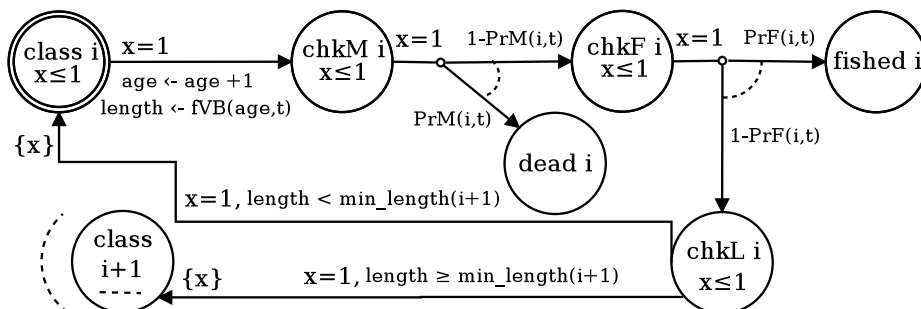 class i
x≤1
x=1
age <- age +1
length <- fVB(age,t)
chkM i
x≤1
x=1
1-PrM(i,t)
PrM(i,t)
dead i
chkF i
x≤1
x=1
PrF(i,t)
fished i
1-PrF(i,t)
{x}
x=1, length < min_length(i+1)
class
i+1
{x}
x=1, length ≥ min_length(i+1)
chkL i
x≤1